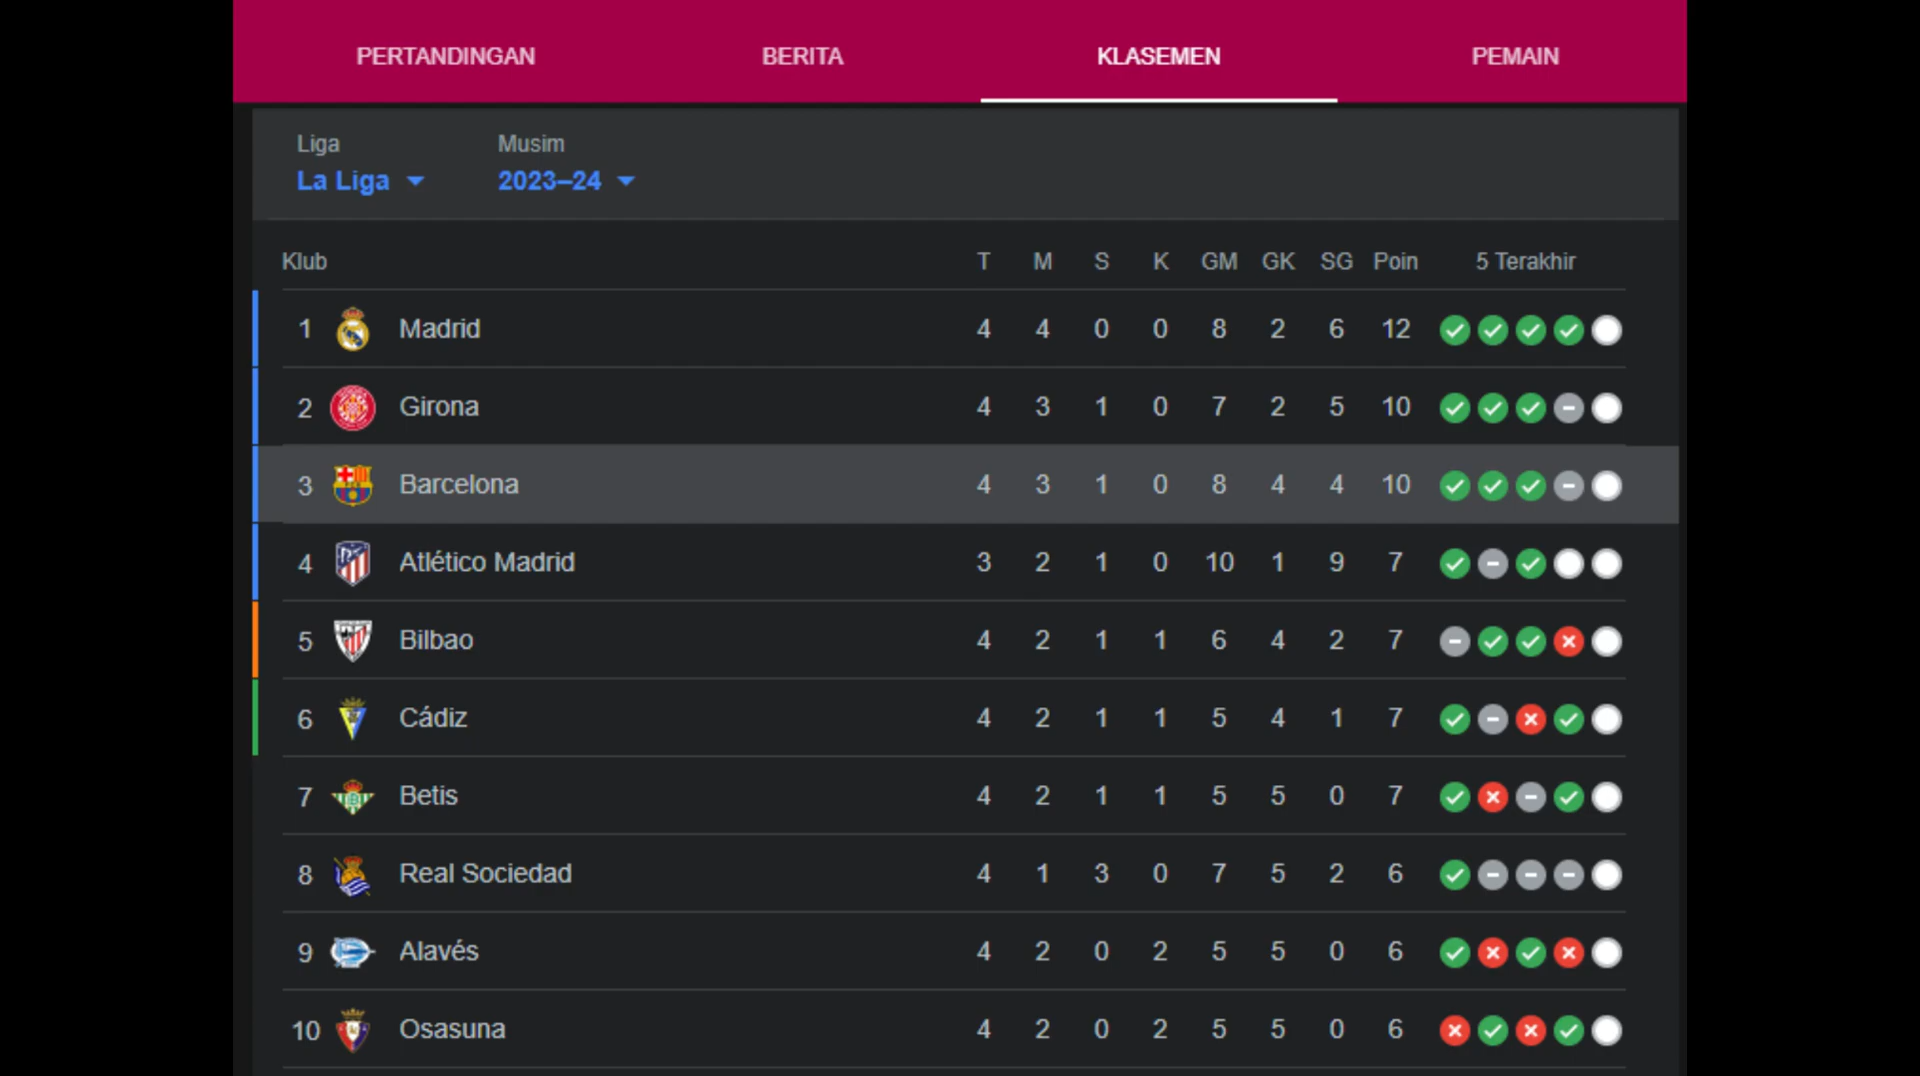 PERTANDINGAN BERITA KLASEMEN PEMAIN
Liga Musim
La Liga 2023–24
Klub T M S K GM GK SG Poin 5 Terakhir
1 Madrid 4 4 0 0 8 2 6 12
2 Girona 4 3 1 0 7 2 5 10
3 Barcelona 4 3 1 0 8 4 4 10
4 Atlético Madrid 3 2 1 0 10 1 9 7
5 Bilbao 4 2 1 1 6 4 2 7
6 Cádiz 4 2 1 1 5 4 1 7
7 Betis 4 2 1 1 5 5 0 7
8 Real Sociedad 4 1 3 0 7 5 2 6
9 Alavés 4 2 0 2 5 5 0 6
10 Osasuna 4 2 0 2 5 5 0 6